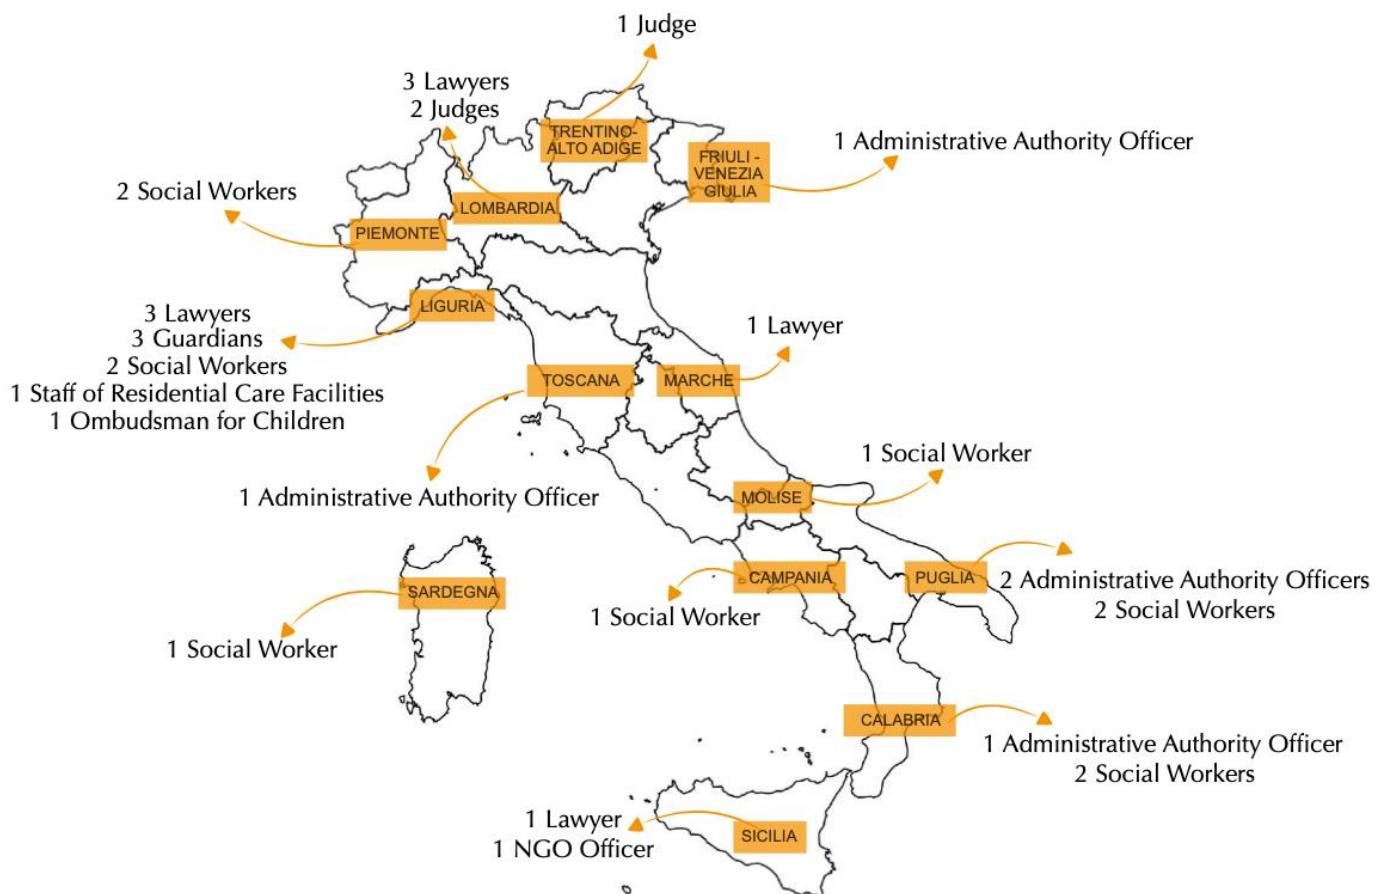 1 Judge
3 Lawyers
2 Judges
TRENTINO-
ALTO ADIGE
1 Administrative Authority Officer
FRIULI -
VENEZIA
GIULIA
2 Social Workers
LOMBARDIA
PIEMONTE
LIGURIA
3 Lawyers
3 Guardians
2 Social Workers
1 Staff of Residential Care Facilities
1 Ombudsman for Children
1 Lawyer
TOSCANA
MARCHE
1 Social Worker
1 Administrative Authority Officer
MOLISE
CAMPANIA
PUGLIA
2 Administrative Authority Officers
2 Social Workers
SARDEGNA
1 Social Worker
1 Social Worker
CALABRIA
1 Administrative Authority Officer
2 Social Workers
1 Lawyer
1 NGO Officer
SICILIA